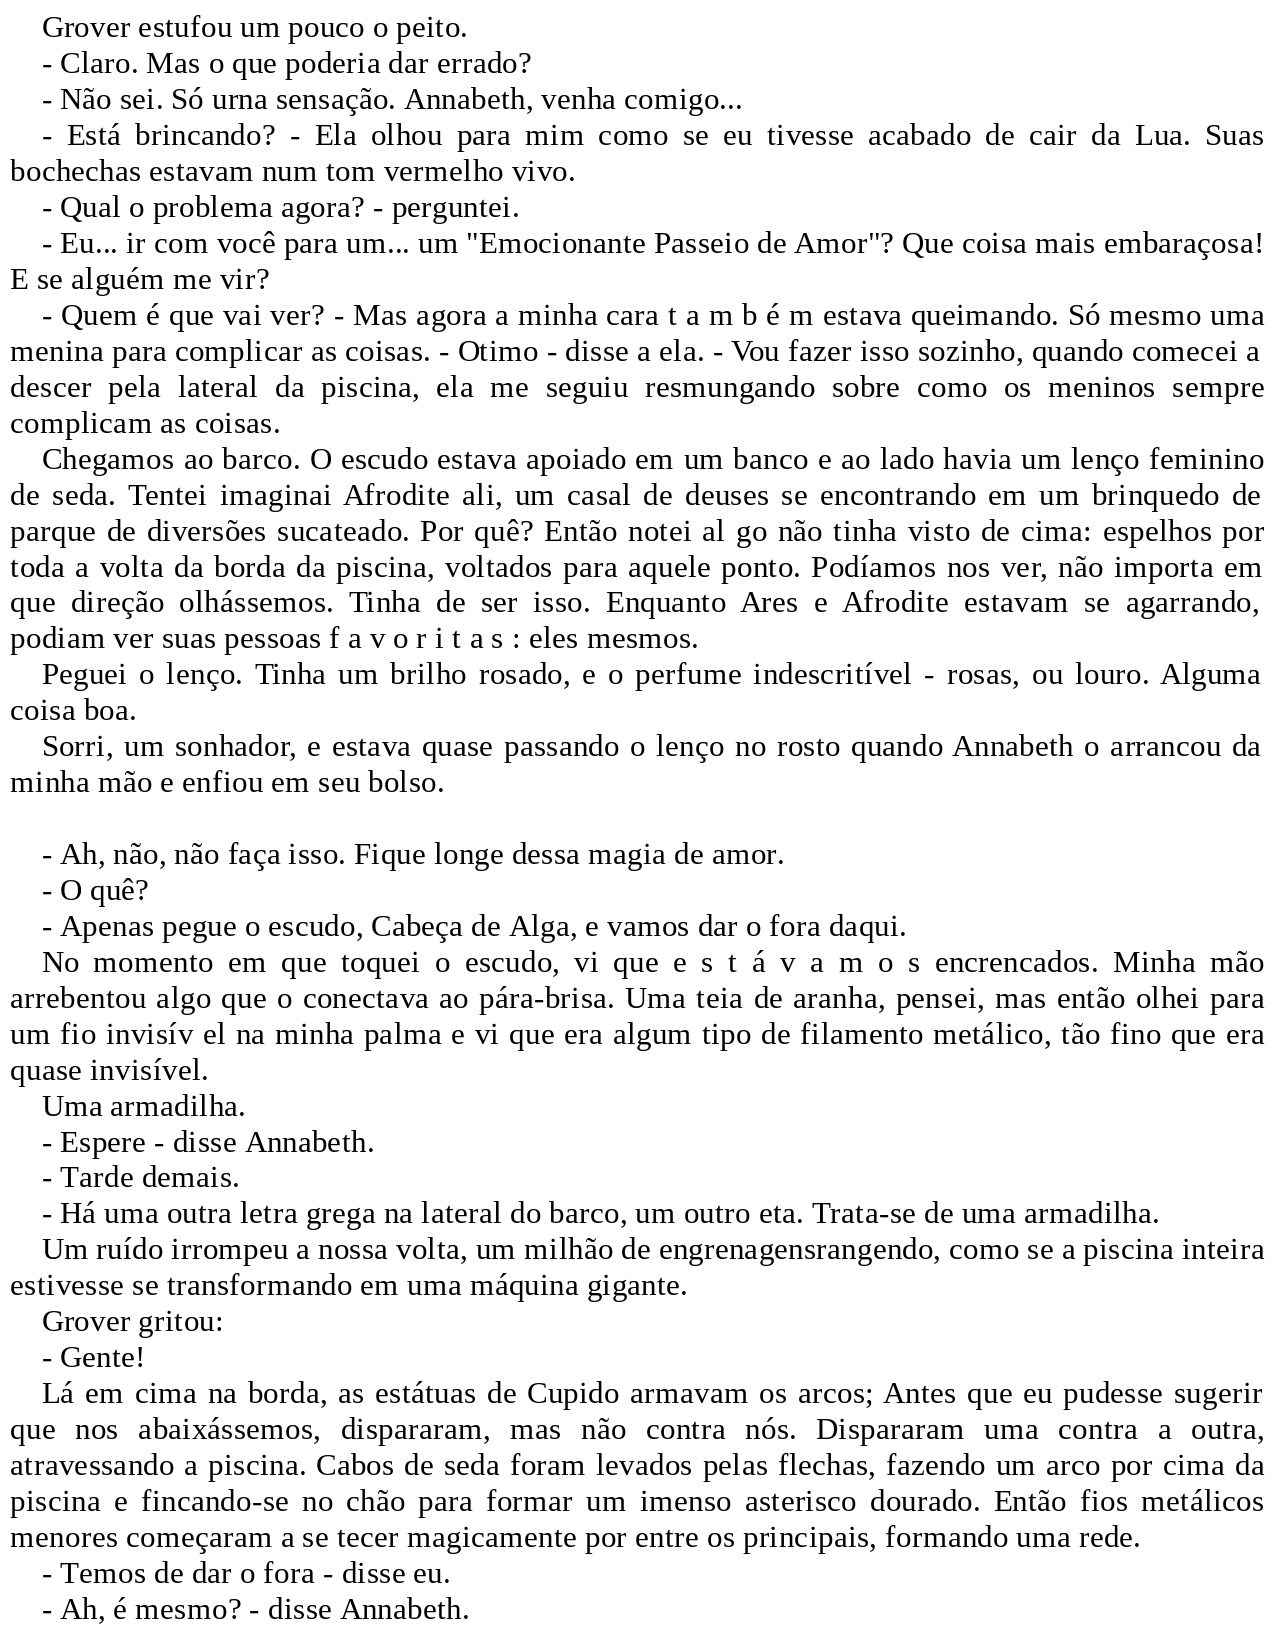 Grover estufou um pouco o peito.
- Claro. Mas o que poderia dar errado?
- Não sei. Só urna sensação. Annabeth, venha comigo...
- Está brincando? - Ela olhou para mim como se eu tivesse acabado de cair da Lua. Suas
bochechas estavam num tom vermelho vivo.
- Qual o problema agora? - perguntei.
- Eu... ir com você para um... um "Emocionante Passeio de Amor"? Que coisa mais embaraçosa!
E se alguém me vir?
- Quem é que vai ver? - Mas agora a minha cara t a m b é m estava queimando. Só mesmo uma
menina para complicar as coisas. - Otimo - disse a ela. - Vou fazer isso sozinho, quando comecei a
descer pela lateral da piscina, ela me seguiu resmungando sobre como os meninos sempre
complicam as coisas.
Chegamos ao barco. O escudo estava apoiado em um banco e ao lado havia um lenço feminino
de seda. Tentei imaginai Afrodite ali, um casal de deuses se encontrando em um brinquedo de
parque de diversões sucateado. Por quê? Então notei al go não tinha visto de cima: espelhos por
toda a volta da borda da piscina, voltados para aquele ponto. Podíamos nos ver, não importa em
que direção olhássemos. Tinha de ser isso. Enquanto Ares e Afrodite estavam se agarrando,
podiam ver suas pessoas f a v o r i t a s : eles mesmos.
Peguei o lenço. Tinha um brilho rosado, e o perfume indescritível - rosas, ou louro. Alguma
coisa boa.
Sorri, um sonhador, e estava quase passando o lenço no rosto quando Annabeth o arrancou da
minha mão e enfiou em seu bolso.
- Ah, não, não faça isso. Fique longe dessa magia de amor.
- O quê?
- Apenas pegue o escudo, Cabeça de Alga, e vamos dar o fora daqui.
No momento em que toquei o escudo, vi que e s t á v a m o s encrencados. Minha mão
arrebentou algo que o conectava ao pára-brisa. Uma teia de aranha, pensei, mas então olhei para
um fio invisív el na minha palma e vi que era algum tipo de filamento metálico, tão fino que era
quase invisível.
Uma armadilha.
- Espere - disse Annabeth.
- Tarde demais.
- Há uma outra letra grega na lateral do barco, um outro eta. Trata-se de uma armadilha.
Um ruído irrompeu a nossa volta, um milhão de engrenagensrangendo, como se a piscina inteira
estivesse se transformando em uma máquina gigante.
Grover gritou:
- Gente!
Lá em cima na borda, as estátuas de Cupido armavam os arcos; Antes que eu pudesse sugerir
que nos abaixássemos, dispararam, mas não contra nós. Dispararam uma contra a outra,
atravessando a piscina. Cabos de seda foram levados pelas flechas, fazendo um arco por cima da
piscina e fincando-se no chão para formar um imenso asterisco dourado. Então fios metálicos
menores começaram a se tecer magicamente por entre os principais, formando uma rede.
- Temos de dar o fora - disse eu.
- Ah, é mesmo? - disse Annabeth.